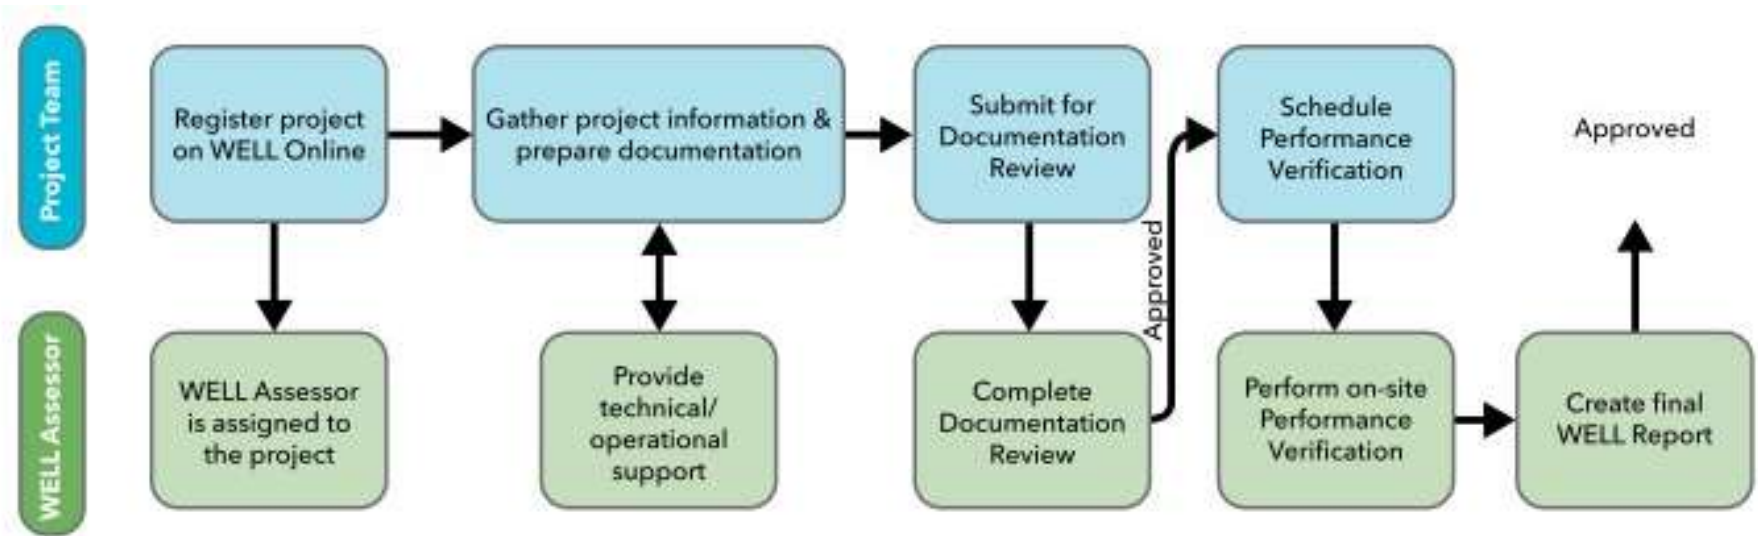 Project Team
Register project
on WELL Online
Gather project information &
prepare documentation
Submit for
Documentation
Review
Approved
Schedule
Performance
Verification
Approved
WELL Assessor
WELL Assessor
is assigned to
the project
Provide
technical/
operational
support
Complete
Documentation
Review
Perform on-site
Performance
Verification
Create final
WELL Report